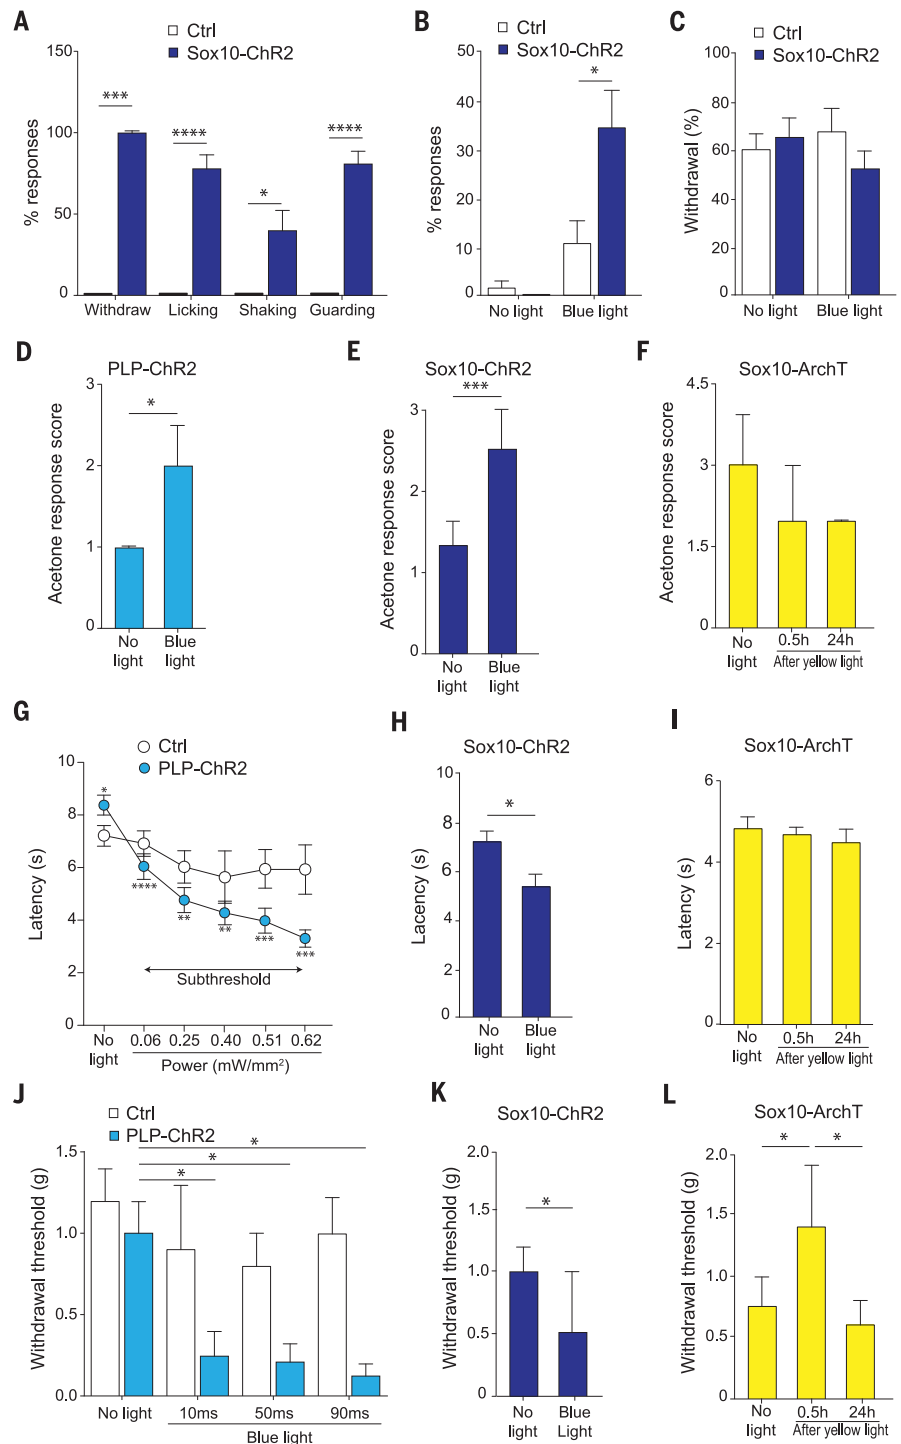 A
Ctrl
Sox10-ChR2
% responses
150
100
50
0
***
****
*
****
Withdraw Licking Shaking Guarding
B
Ctrl
Sox10-ChR2
% responses
50
40
30
20
10
0
*
No light Blue light
C
Ctrl
Sox10-ChR2
Withdrawal (%)
100
80
60
40
20
0
No light Blue light
D
PLP-ChR2
Acetone response score
3
2
1
0
*
No light
Blue light
E
Sox10-ChR2
Acetone response score
3
2
1
0
***
No light
Blue light
F
Sox10-ArchT
Acetone response score
4.5
3
1.5
0
No light
0.5h 24h
After yellow light
G
Ctrl
PLP-ChR2
Latency (s)
10
8
6
4
2
0
*
****
**
**
***
***
Subthreshold
No light
0.06 0.25 0.40 0.51 0.62
Power (mW/mm²)
H
Sox10-ChR2
Lacency (s)
10
8
6
4
2
0
*
No light
Blue light
I
Sox10-ArchT
Latency (s)
6
4
2
0
No light
0.5h 24h
After yellow light
J
Ctrl
PLP-ChR2
Withdrawal threshold (g)
1.5
1.0
0.5
0.0
*
*
*
No light 10ms 50ms 90ms
Blue light
K
Sox10-ChR2
Withdrawal threshold (g)
2.0
1.5
1.0
0.5
0
*
No light
Blue Light
L
Sox10-ArchT
Withdrawal threshold (g)
2.0
1.5
1.0
0.5
0
* *
No light
0.5h 24h
After yellow light